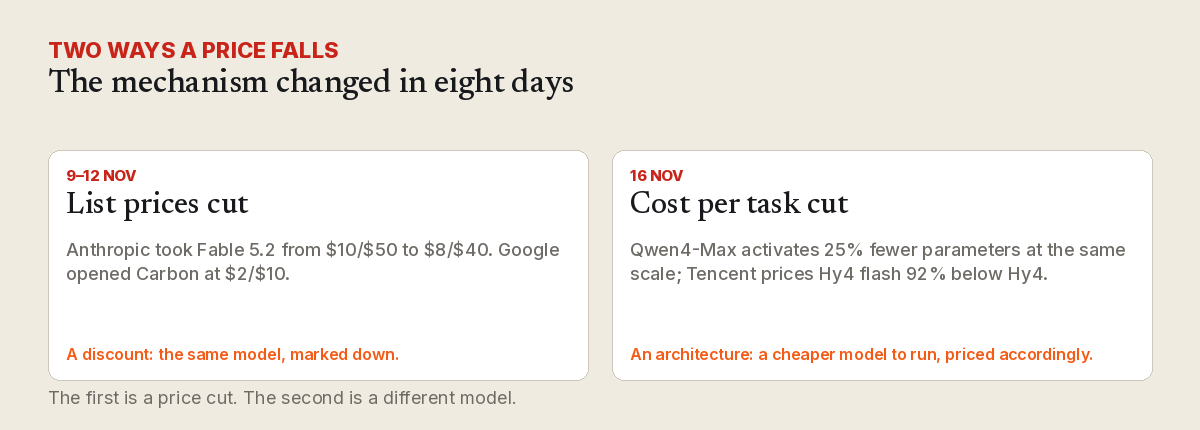 TWO WAYS A PRICE FALLS
The mechanism changed in eight days
9–12 NOV
List prices cut
Anthropic took Fable 5.2 from $10/$50 to $8/$40. Google
opened Carbon at $2/$10.
A discount: the same model, marked down.
16 NOV
Cost per task cut
Qwen4-Max activates 25% fewer parameters at the same
scale; Tencent prices Hy4 flash 92% below Hy4.
An architecture: a cheaper model to run, priced accordingly.
The first is a price cut. The second is a different model.